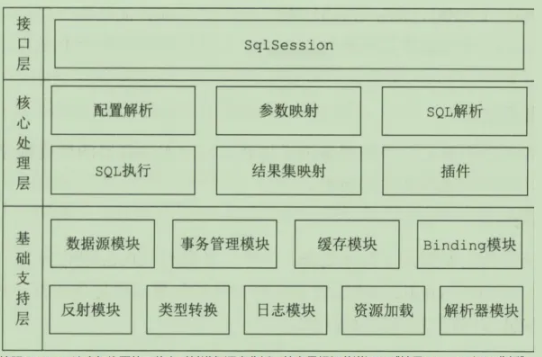 接口层
SqlSession
核心处理层
配置解析 参数映射 SQL解析
SQL执行 结果集映射 插件
基础支持层
数据源模块 事务管理模块 缓存模块 Binding模块
反射模块 类型转换 日志模块 资源加载 解析器模块